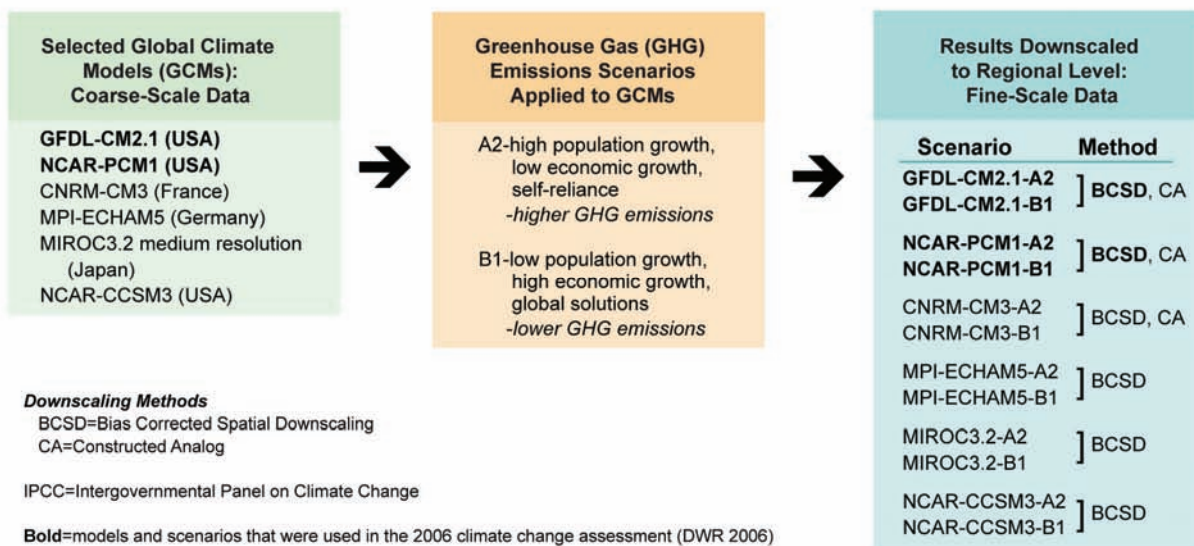 Selected Global Climate
Models (GCMs):
Coarse-Scale Data
GFDL-CM2.1 (USA)
NCAR-PCM1 (USA)
CNRM-CM3 (France)
MPI-ECHAM5 (Germany)
MIROC3.2 medium resolution
(Japan)
NCAR-CCSM3 (USA)
Greenhouse Gas (GHG)
Emissions Scenarios
Applied to GCMs
A2-high population growth,
low economic growth,
self-reliance
-higher GHG emissions
B1-low population growth,
high economic growth,
global solutions
-lower GHG emissions
Results Downscaled
to Regional Level:
Fine-Scale Data
Scenario Method
GFDL-CM2.1-A2
GFDL-CM2.1-B1
] BCSD, CA
NCAR-PCM1-A2
NCAR-PCM1-B1
] BCSD, CA
CNRM-CM3-A2
CNRM-CM3-B1
] BCSD, CA
MPI-ECHAM5-A2
MPI-ECHAM5-B1
] BCSD
MIROC3.2-A2
MIROC3.2-B1
] BCSD
NCAR-CCSM3-A2
NCAR-CCSM3-B1
] BCSD
Downscaling Methods
BCSD=Bias Corrected Spatial Downscaling
CA=Constructed Analog
IPCC=Intergovernmental Panel on Climate Change
Bold=models and scenarios that were used in the 2006 climate change assessment (DWR 2006)